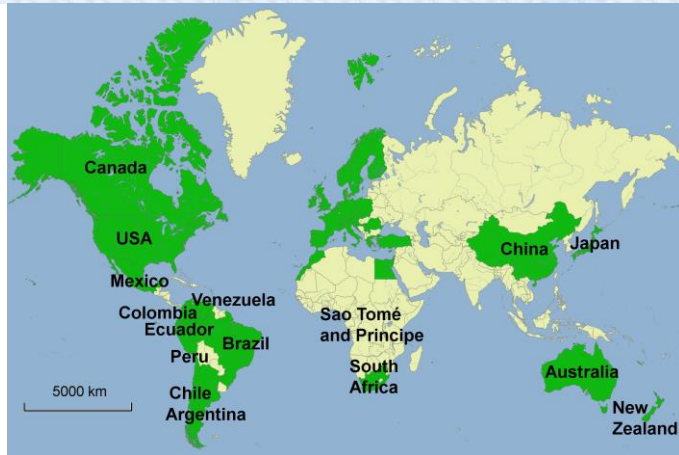 Canada
USA
China
Japan
Mexico
Venezuela
Colombia
Ecuador
Sao Tomé
and Principe
Brazil
Peru
South
Africa
Australia
5000 km
Chile
Argentina
New
Zealand